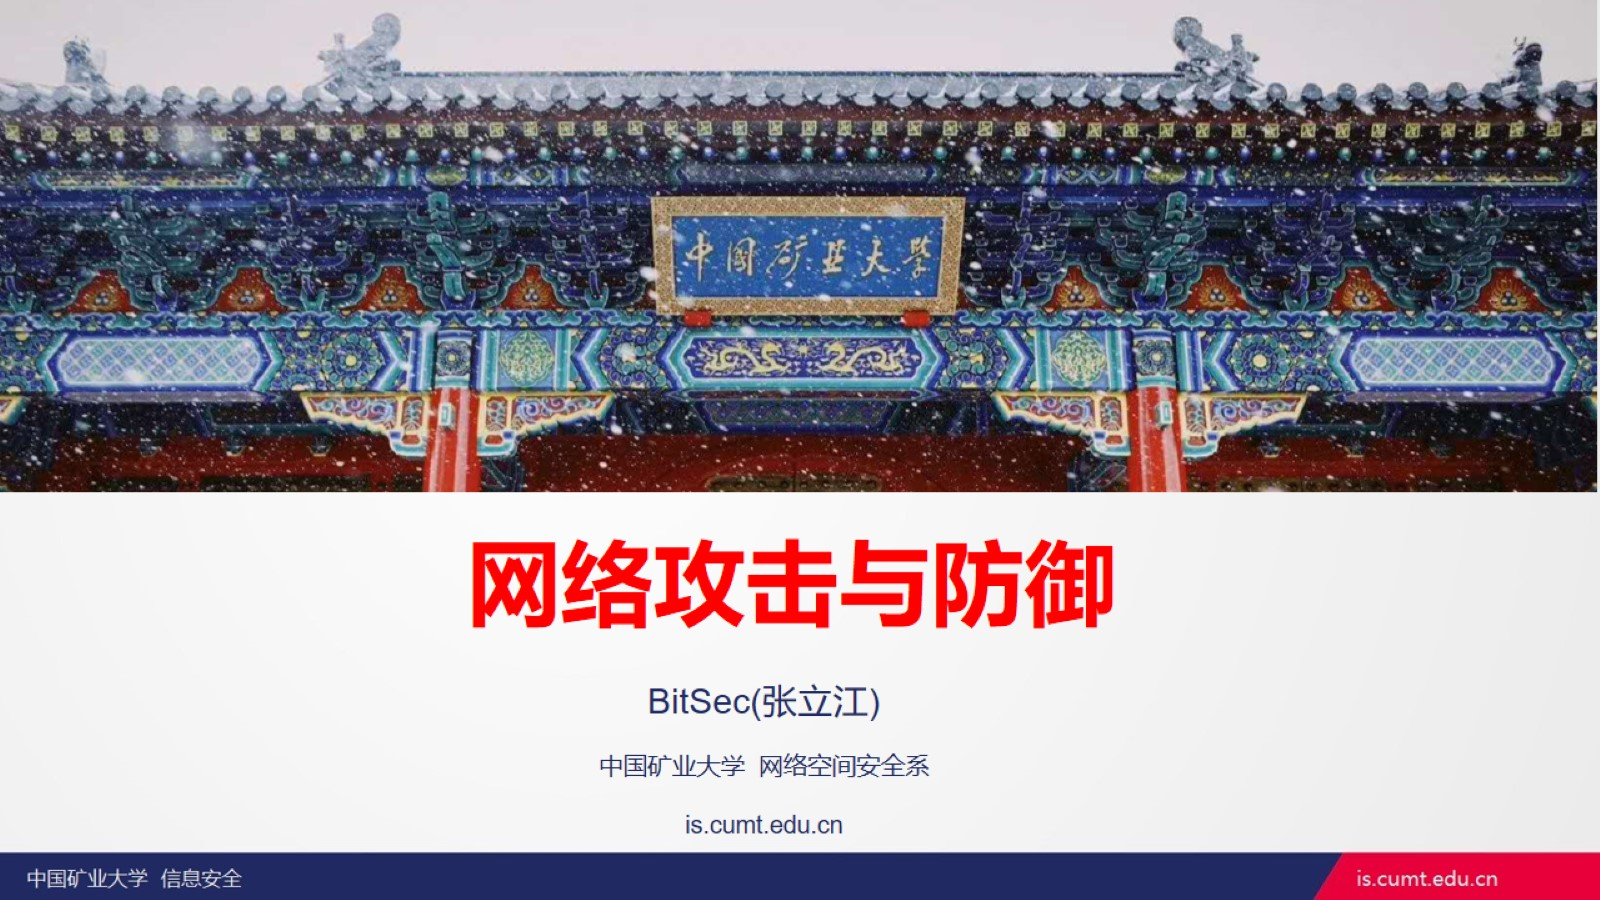 中国矿业大学
网络攻击与防御
BitSec(张立江)
中国矿业大学 网络空间安全系
is.cumt.edu.cn
中国矿业大学 信息安全
is.cumt.edu.cn